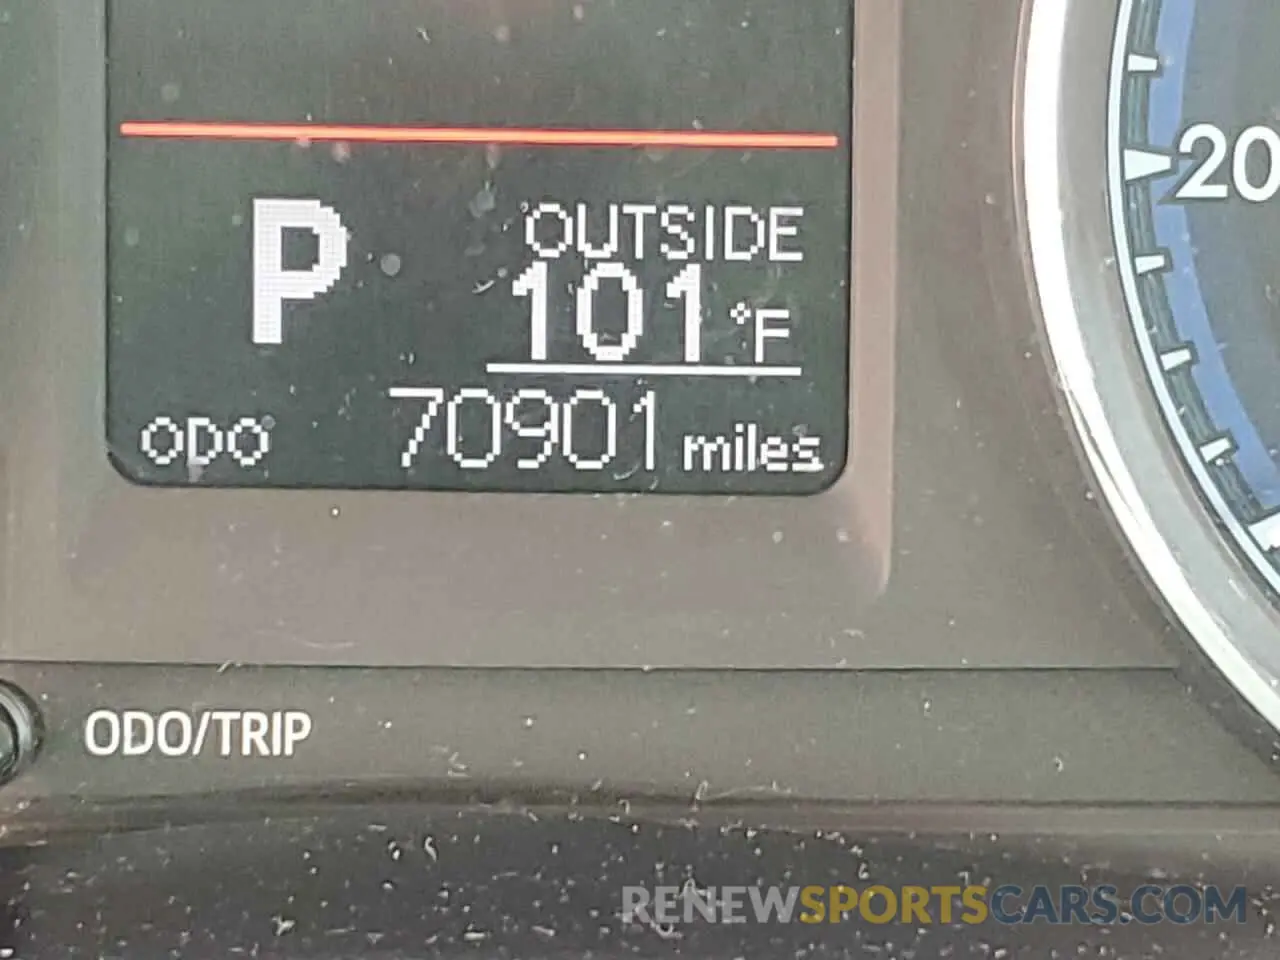 P
OUTSIDE
101 °F
ODO 70901 miles
20
ODO/TRIP
RENEWSPORTSCARS.COM